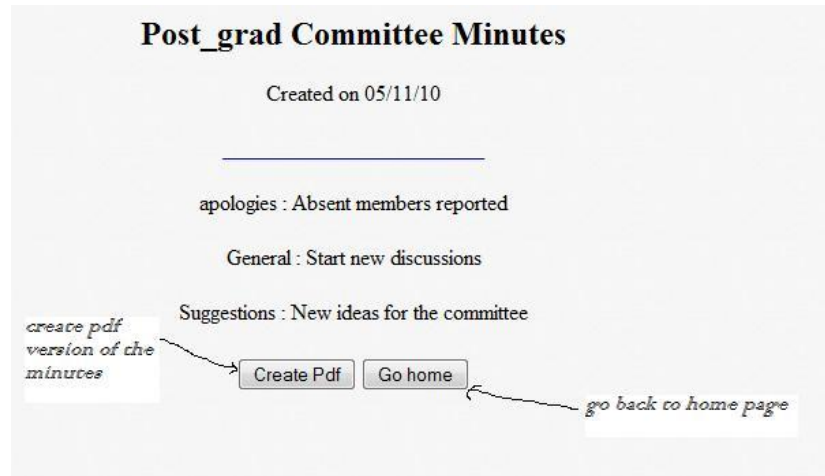 Post_grad Committee Minutes
Created on 05/11/10
apologies : Absent members reported
General : Start new discussions
Suggestions : New ideas for the committee
create pdf
version of the
minutes
Create Pdf
Go home
go back to home page